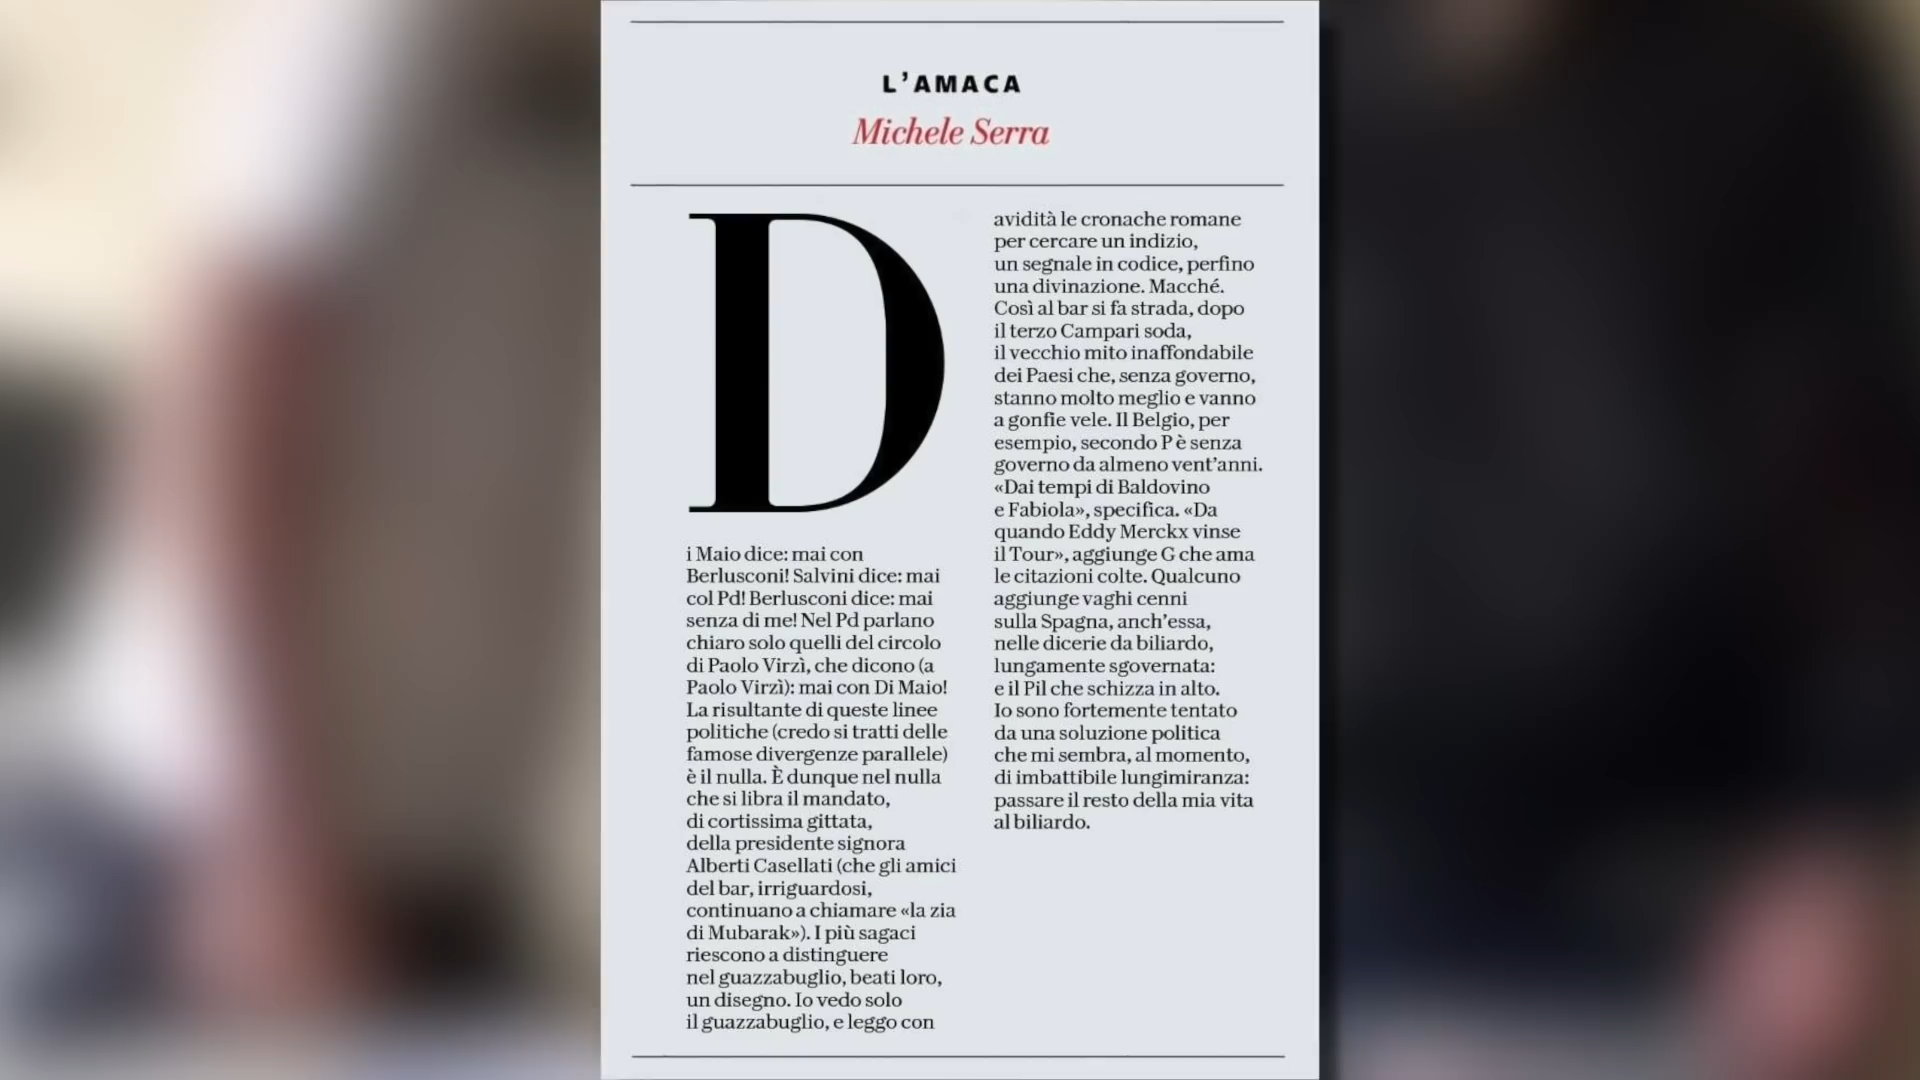 L'AMACA
Michele Serra
D
i Maio dice: mai con
Berlusconi! Salvini dice: mai
col Pd! Berlusconi dice: mai
senza di me! Nel Pd parlano
chiaro solo quelli del circolo
di Paolo Virzì, che dicono (a
Paolo Virzì): mai con Di Maio!
La risultante di queste linee
politiche (credo si tratti delle
famose divergenze parallele)
è il nulla. È dunque nel nulla
che si libra il mandato,
di cortissima gittata,
della presidente signora
Alberti Casellati (che gli amici
del bar, irriguardosi,
continuano a chiamare «la zia
di Mubarak»). I più sagaci
riescono a distinguere
nel guazzabuglio, beati loro,
un disegno. Io vedo solo
il guazzabuglio, e leggo con
avidità le cronache romane
per cercare un indizio,
un segnale in codice, perfino
una divinazione. Macché.
Così al bar si fa strada, dopo
il terzo Campari soda,
il vecchio mito inaffondabile
dei Paesi che, senza governo,
stanno molto meglio e vanno
a gonfie vele. Il Belgio, per
esempio, secondo P è senza
governo da almeno vent'anni.
«Dai tempi di Baldovino
e Fabiola», specifica. «Da
quando Eddy Merckx vinse
il Tour», aggiunge G che ama
le citazioni colte. Qualcuno
aggiunge vaghi cenni
sulla Spagna, anch'essa,
nelle dicerie da biliardo,
lungamente sgovernata:
e il Pil che schizza in alto.
Io sono fortemente tentato
da una soluzione politica
che mi sembra, al momento,
di imbattibile lungimiranza:
passare il resto della mia vita
al biliardo.